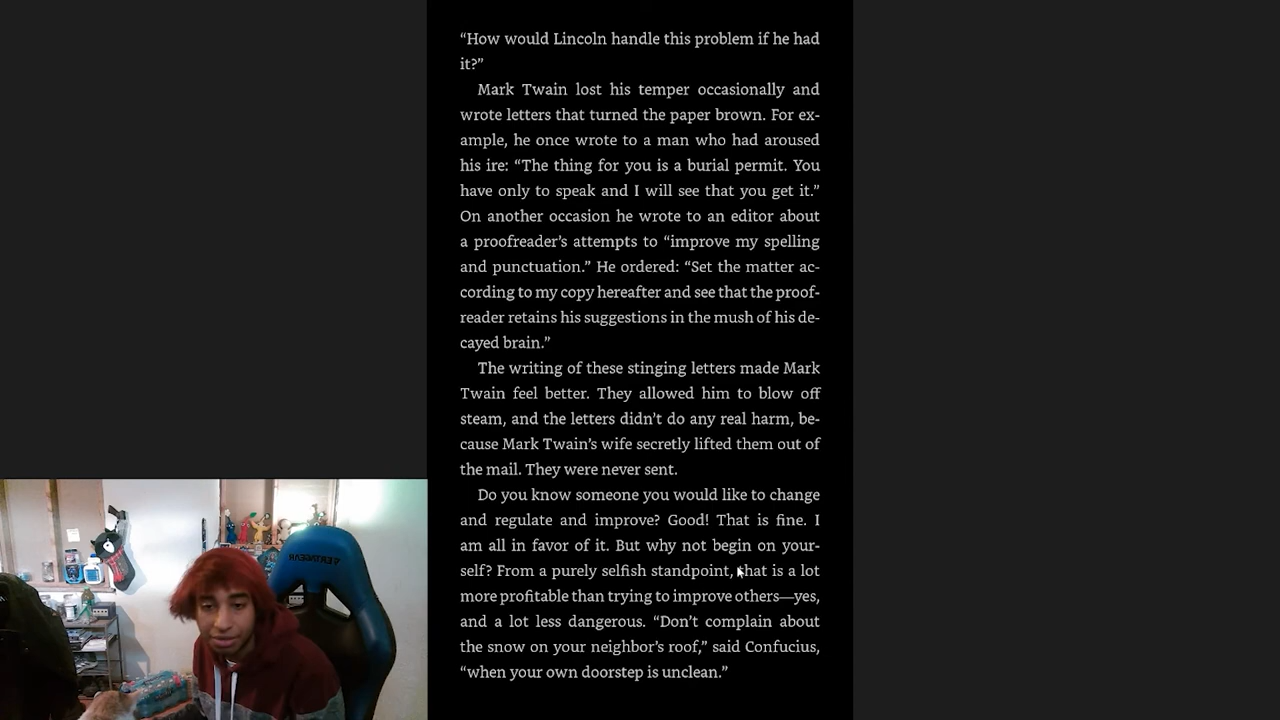 “How would Lincoln handle this problem if he had
it?”
Mark Twain lost his temper occasionally and
wrote letters that turned the paper brown. For ex-
ample, he once wrote to a man who had aroused
his ire: “The thing for you is a burial permit. You
have only to speak and I will see that you get it.”
On another occasion he wrote to an editor about
a proofreader’s attempts to “improve my spelling
and punctuation.” He ordered: “Set the matter ac-
cording to my copy hereafter and see that the proof-
reader retains his suggestions in the mush of his de-
cayed brain.”
The writing of these stinging letters made Mark
Twain feel better. They allowed him to blow off
steam, and the letters didn’t do any real harm, be-
cause Mark Twain’s wife secretly lifted them out of
the mail. They were never sent.
Do you know someone you would like to change
and regulate and improve? Good! That is fine. I
am all in favor of it. But why not begin on your-
self? From a purely selfish standpoint, that is a lot
more profitable than trying to improve others—yes,
and a lot less dangerous. “Don’t complain about
the snow on your neighbor’s roof,” said Confucius,
“when your own doorstep is unclean.”